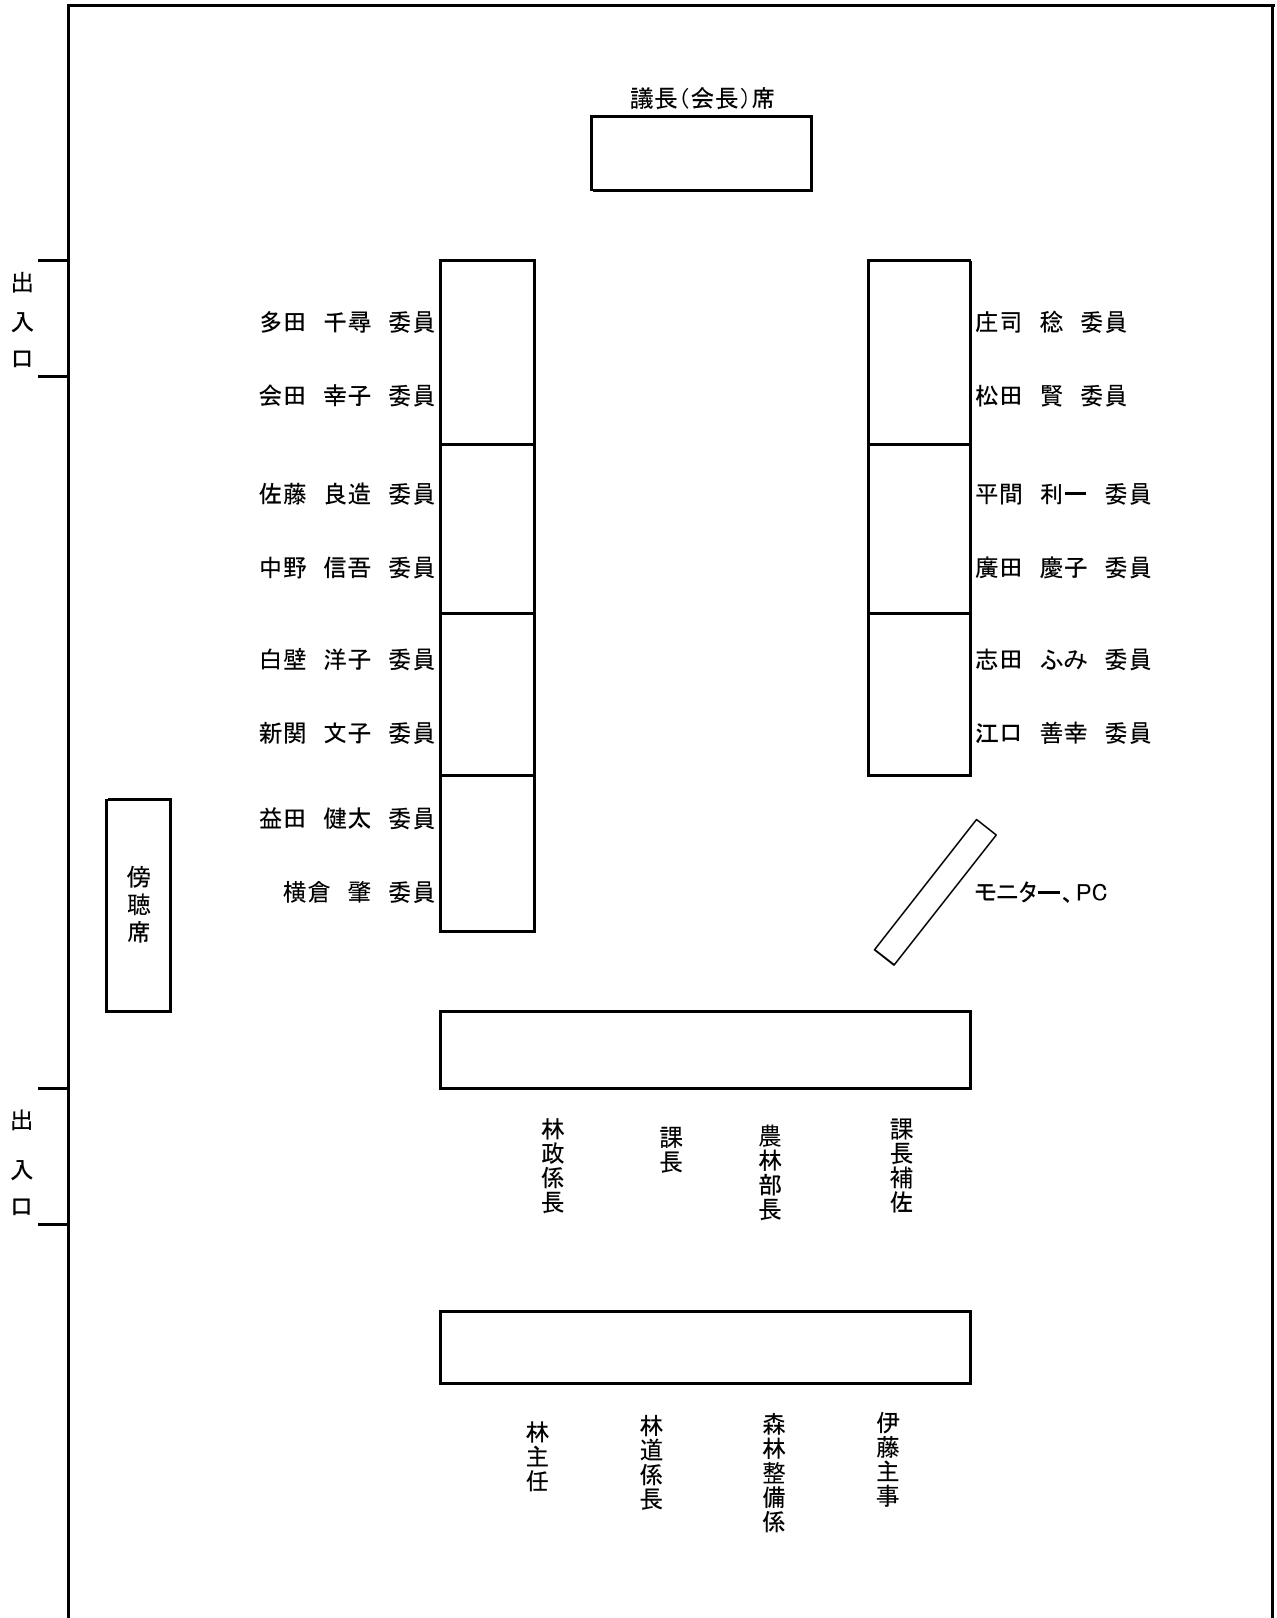 議長(会長)席
出入口
多田 千尋 委員
会田 幸子 委員
佐藤 良造 委員
中野 信吾 委員
白壁 洋子 委員
新関 文子 委員
益田 健太 委員
横倉 肇 委員
庄司 稔 委員
松田 賢 委員
平間 利一 委員
廣田 慶子 委員
志田 ふみ 委員
江口 善幸 委員
モニター、PC
傍聴席
出入口
林政係長
課長
農林部長
課長補佐
林主任
林道係長
森林整備係
伊藤主事